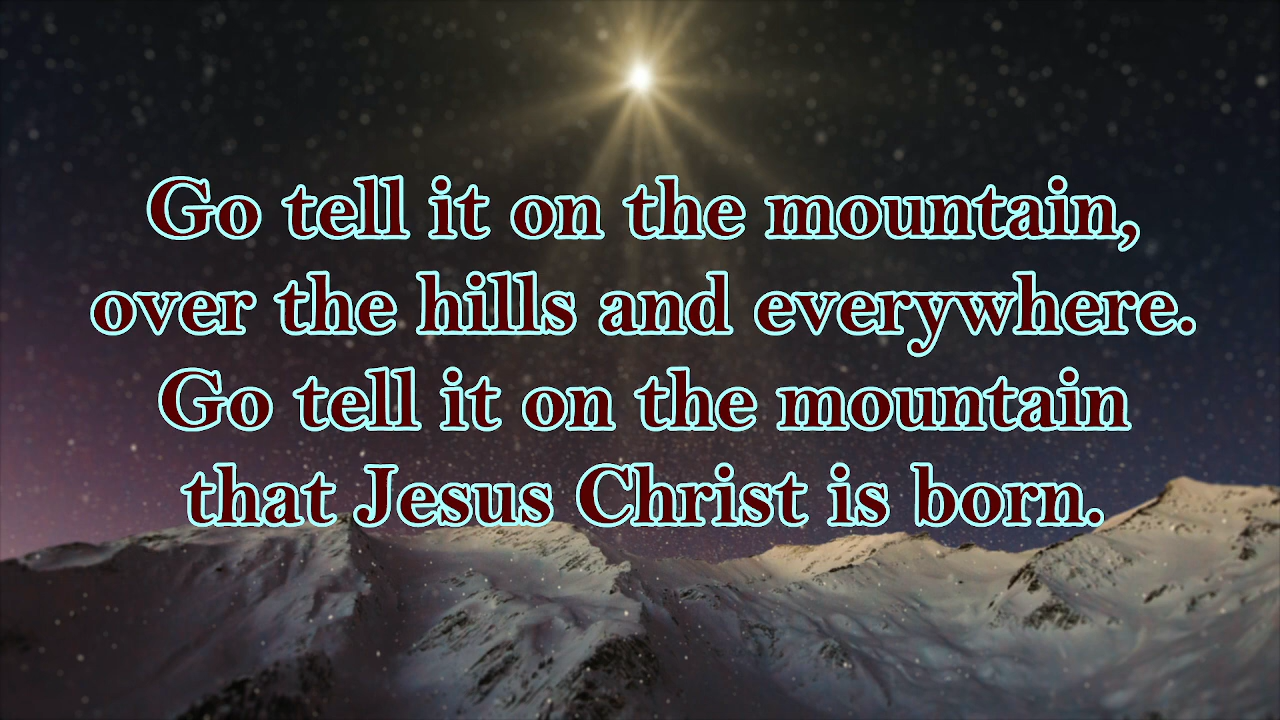 Go tell it on the mountain,
over the hills and everywhere.
Go tell it on the mountain
that Jesus Christ is born.